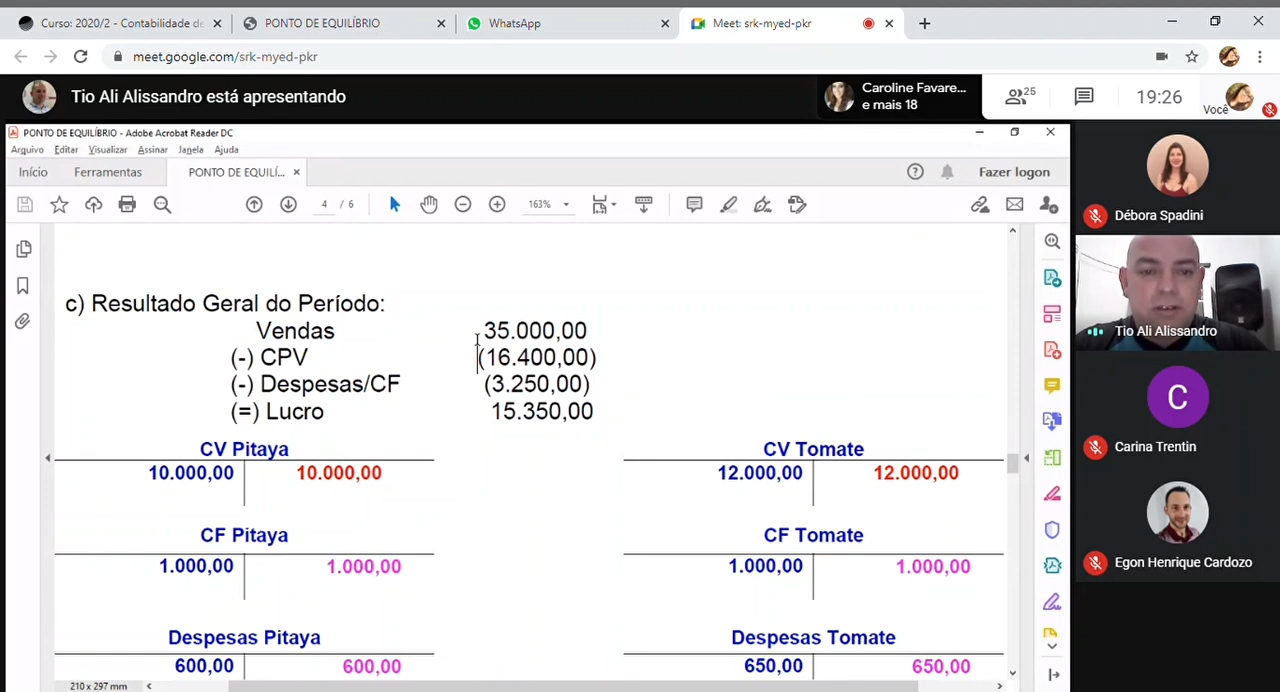 Curso: 2020/2 - Contabilidade de
PONTO DE EQUILÍBRIO
WhatsApp
Meet: srk-myed-pkr
meet.google.com/srk-myed-pkr
Tio Ali Alissandro está apresentando
Caroline Favare...
e mais 18
25
19:26
Você
PONTO DE EQUILÍBRIO - Adobe Acrobat Reader DC
Arquivo Editar Visualizar Assinar Janela Ajuda
Início Ferramentas PONTO DE EQUILÍ... Fazer logon
4 / 6 163%
c) Resultado Geral do Período:
Vendas 35.000,00
(-) CPV (16.400,00)
(-) Despesas/CF (3.250,00)
(=) Lucro 15.350,00
CV Pitaya CV Tomate
10.000,00 10.000,00 12.000,00 12.000,00
CF Pitaya CF Tomate
1.000,00 1.000,00 1.000,00 1.000,00
Despesas Pitaya Despesas Tomate
600,00 600,00 650,00 650,00
210 x 297 mm
Débora Spadini
Tio Ali Alissandro
C
Carina Trentin
Egon Henrique Cardozo